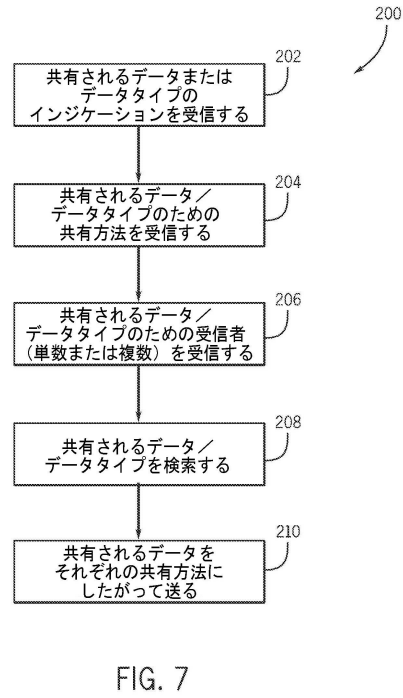 200
202
共有されるデータまたは
データタイプの
インジケーションを受信する
204
共有されるデータ／
データタイプのための
共有方法を受信する
206
共有されるデータ／
データタイプのための受信者
（単数または複数）を受信する
208
共有されるデータ／
データタイプを検索する
210
共有されるデータを
それぞれの共有方法に
したがって送る
FIG. 7